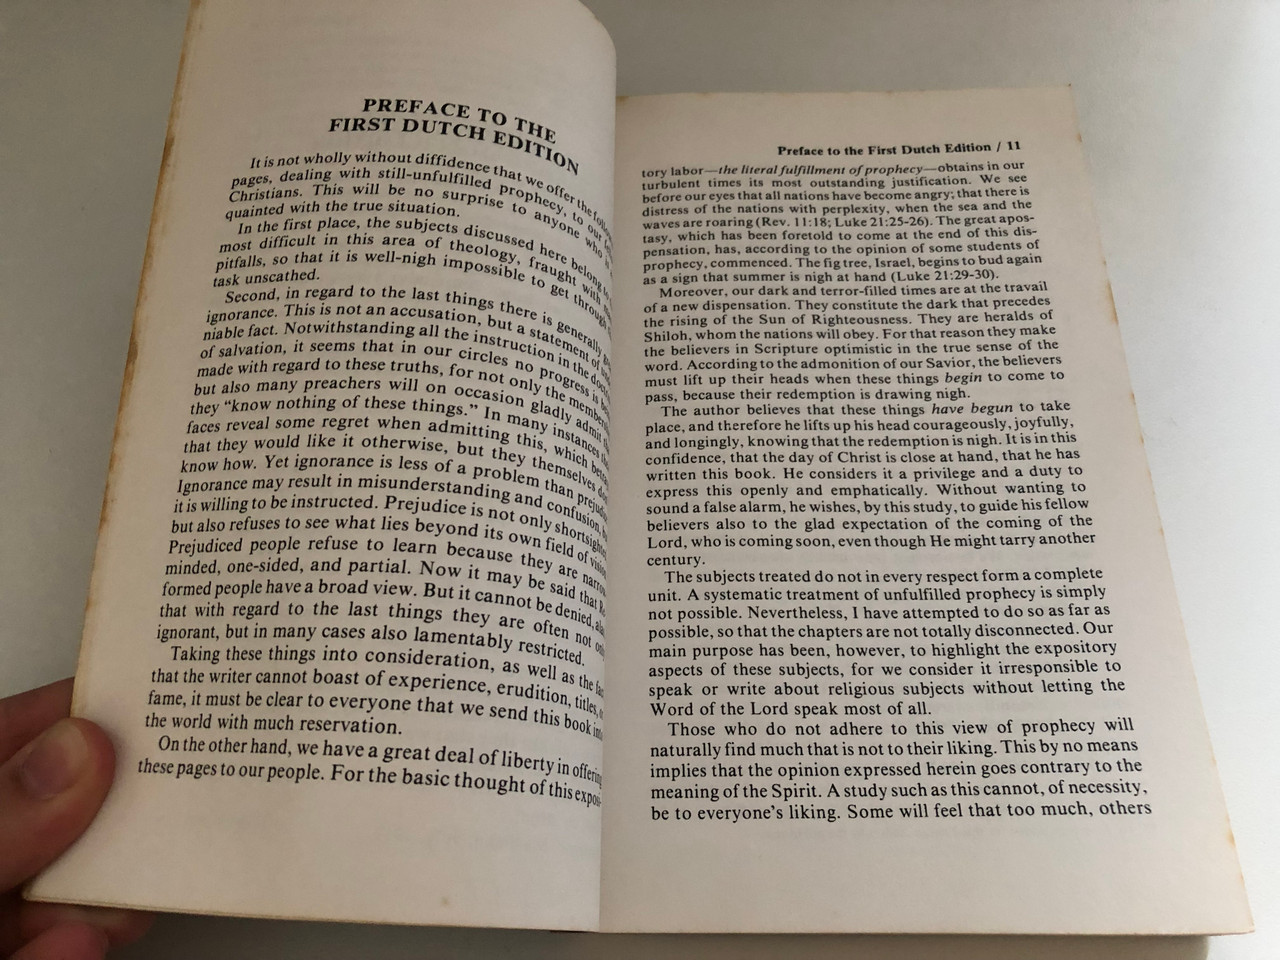 PREFACE TO THE
FIRST DUTCH EDITION
It is not wholly without diffidence that we offer the
pages, dealing with still-unfulfilled prophecy, to our
Christians. This will be no surprise to anyone who is
quainted with the true situation.
In the first place, the subjects discussed here belong to
most difficult in this area of theology, fraught with
pitfalls, so that it is well-nigh impossible to get through
task unscathed.
Second, in regard to the last things there is generally
ignorance. This is not an accusation, but a statement of
niable fact. Notwithstanding all the instruction in the
of salvation, it seems that in our circles no progress is
made with regard to these truths, for not only the
but also many preachers will on occasion gladly admit
they “know nothing of these things.” In many instances
faces reveal some regret when admitting this, which
that they would like it otherwise, but they themselves
know how. Yet ignorance is less of a problem than
Ignorance may result in misunderstanding and confusion,
it is willing to be instructed. Prejudice is not only
but also refuses to see what lies beyond its own field of
Prejudiced people refuse to learn because they are
minded, one-sided, and partial. Now it may be said that
formed people have a broad view. But it cannot be denied,
that with regard to the last things they are often not
ignorant, but in many cases also lamentably restricted.
Taking these things into consideration, as well as the
that the writer cannot boast of experience, erudition, titles,
fame, it must be clear to everyone that we send this book
the world with much reservation.
On the other hand, we have a great deal of liberty in
these pages to our people. For the basic thought of this expos-
Preface to the First Dutch Edition / 11
tory labor—the literal fulfillment of prophecy—obtains in our
turbulent times its most outstanding justification. We see
before our eyes that all nations have become angry; that there is
distress of the nations with perplexity, when the sea and the
waves are roaring (Rev. 11:18; Luke 21:25-26). The great apos-
tasy, which has been foretold to come at the end of this dis-
pensation, has, according to the opinion of some students of
prophecy, commenced. The fig tree, Israel, begins to bud again
as a sign that summer is nigh at hand (Luke 21:29-30).
Moreover, our dark and terror-filled times are at the travail
of a new dispensation. They constitute the dark that precedes
the rising of the Sun of Righteousness. They are heralds of
Shiloh, whom the nations will obey. For that reason they make
the believers in Scripture optimistic in the true sense of the
word. According to the admonition of our Savior, the believers
must lift up their heads when these things begin to come to
pass, because their redemption is drawing nigh.
The author believes that these things have begun to take
place, and therefore he lifts up his head courageously, joyfully,
and longingly, knowing that the redemption is nigh. It is in this
confidence, that the day of Christ is close at hand, that he has
written this book. He considers it a privilege and a duty to
express this openly and emphatically. Without wanting to
sound a false alarm, he wishes, by this study, to guide his fellow
believers also to the glad expectation of the coming of the
Lord, who is coming soon, even though He might tarry another
century.
The subjects treated do not in every respect form a complete
unit. A systematic treatment of unfulfilled prophecy is simply
not possible. Nevertheless, I have attempted to do so as far as
possible, so that the chapters are not totally disconnected. Our
main purpose has been, however, to highlight the expository
aspects of these subjects, for we consider it irresponsible to
speak or write about religious subjects without letting the
Word of the Lord speak most of all.
Those who do not adhere to this view of prophecy will
naturally find much that is not to their liking. This by no means
implies that the opinion expressed herein goes contrary to the
meaning of the Spirit. A study such as this cannot, of necessity,
be to everyone’s liking. Some will feel that too much, others